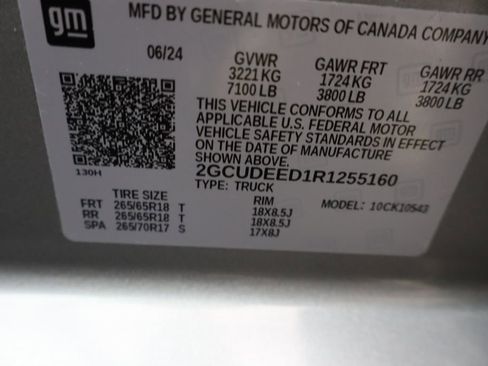 gm
MFD BY GENERAL MOTORS OF CANADA COMPANY
06/24 GVWR GAWR FRT GAWR RR
3221 KG 1724 KG 1724 KG
7100 LB 3800 LB 3800 LB
THIS VEHICLE CONFORMS TO ALL
APPLICABLE U.S. FEDERAL MOTOR
VEHICLE SAFETY STANDARDS IN EFFECT
ON THE DATE OF MANUFACTURE
SHOWN ABOVE.
130H
2GCUDEED1R1255160
TYPE: TRUCK
TIRE SIZE RIM MODEL: 10CK10543
FRT 265/65R18 T 18X8.5J
RR 265/65R18 T 18X8.5J
SPA 265/70R17 S 17X8J